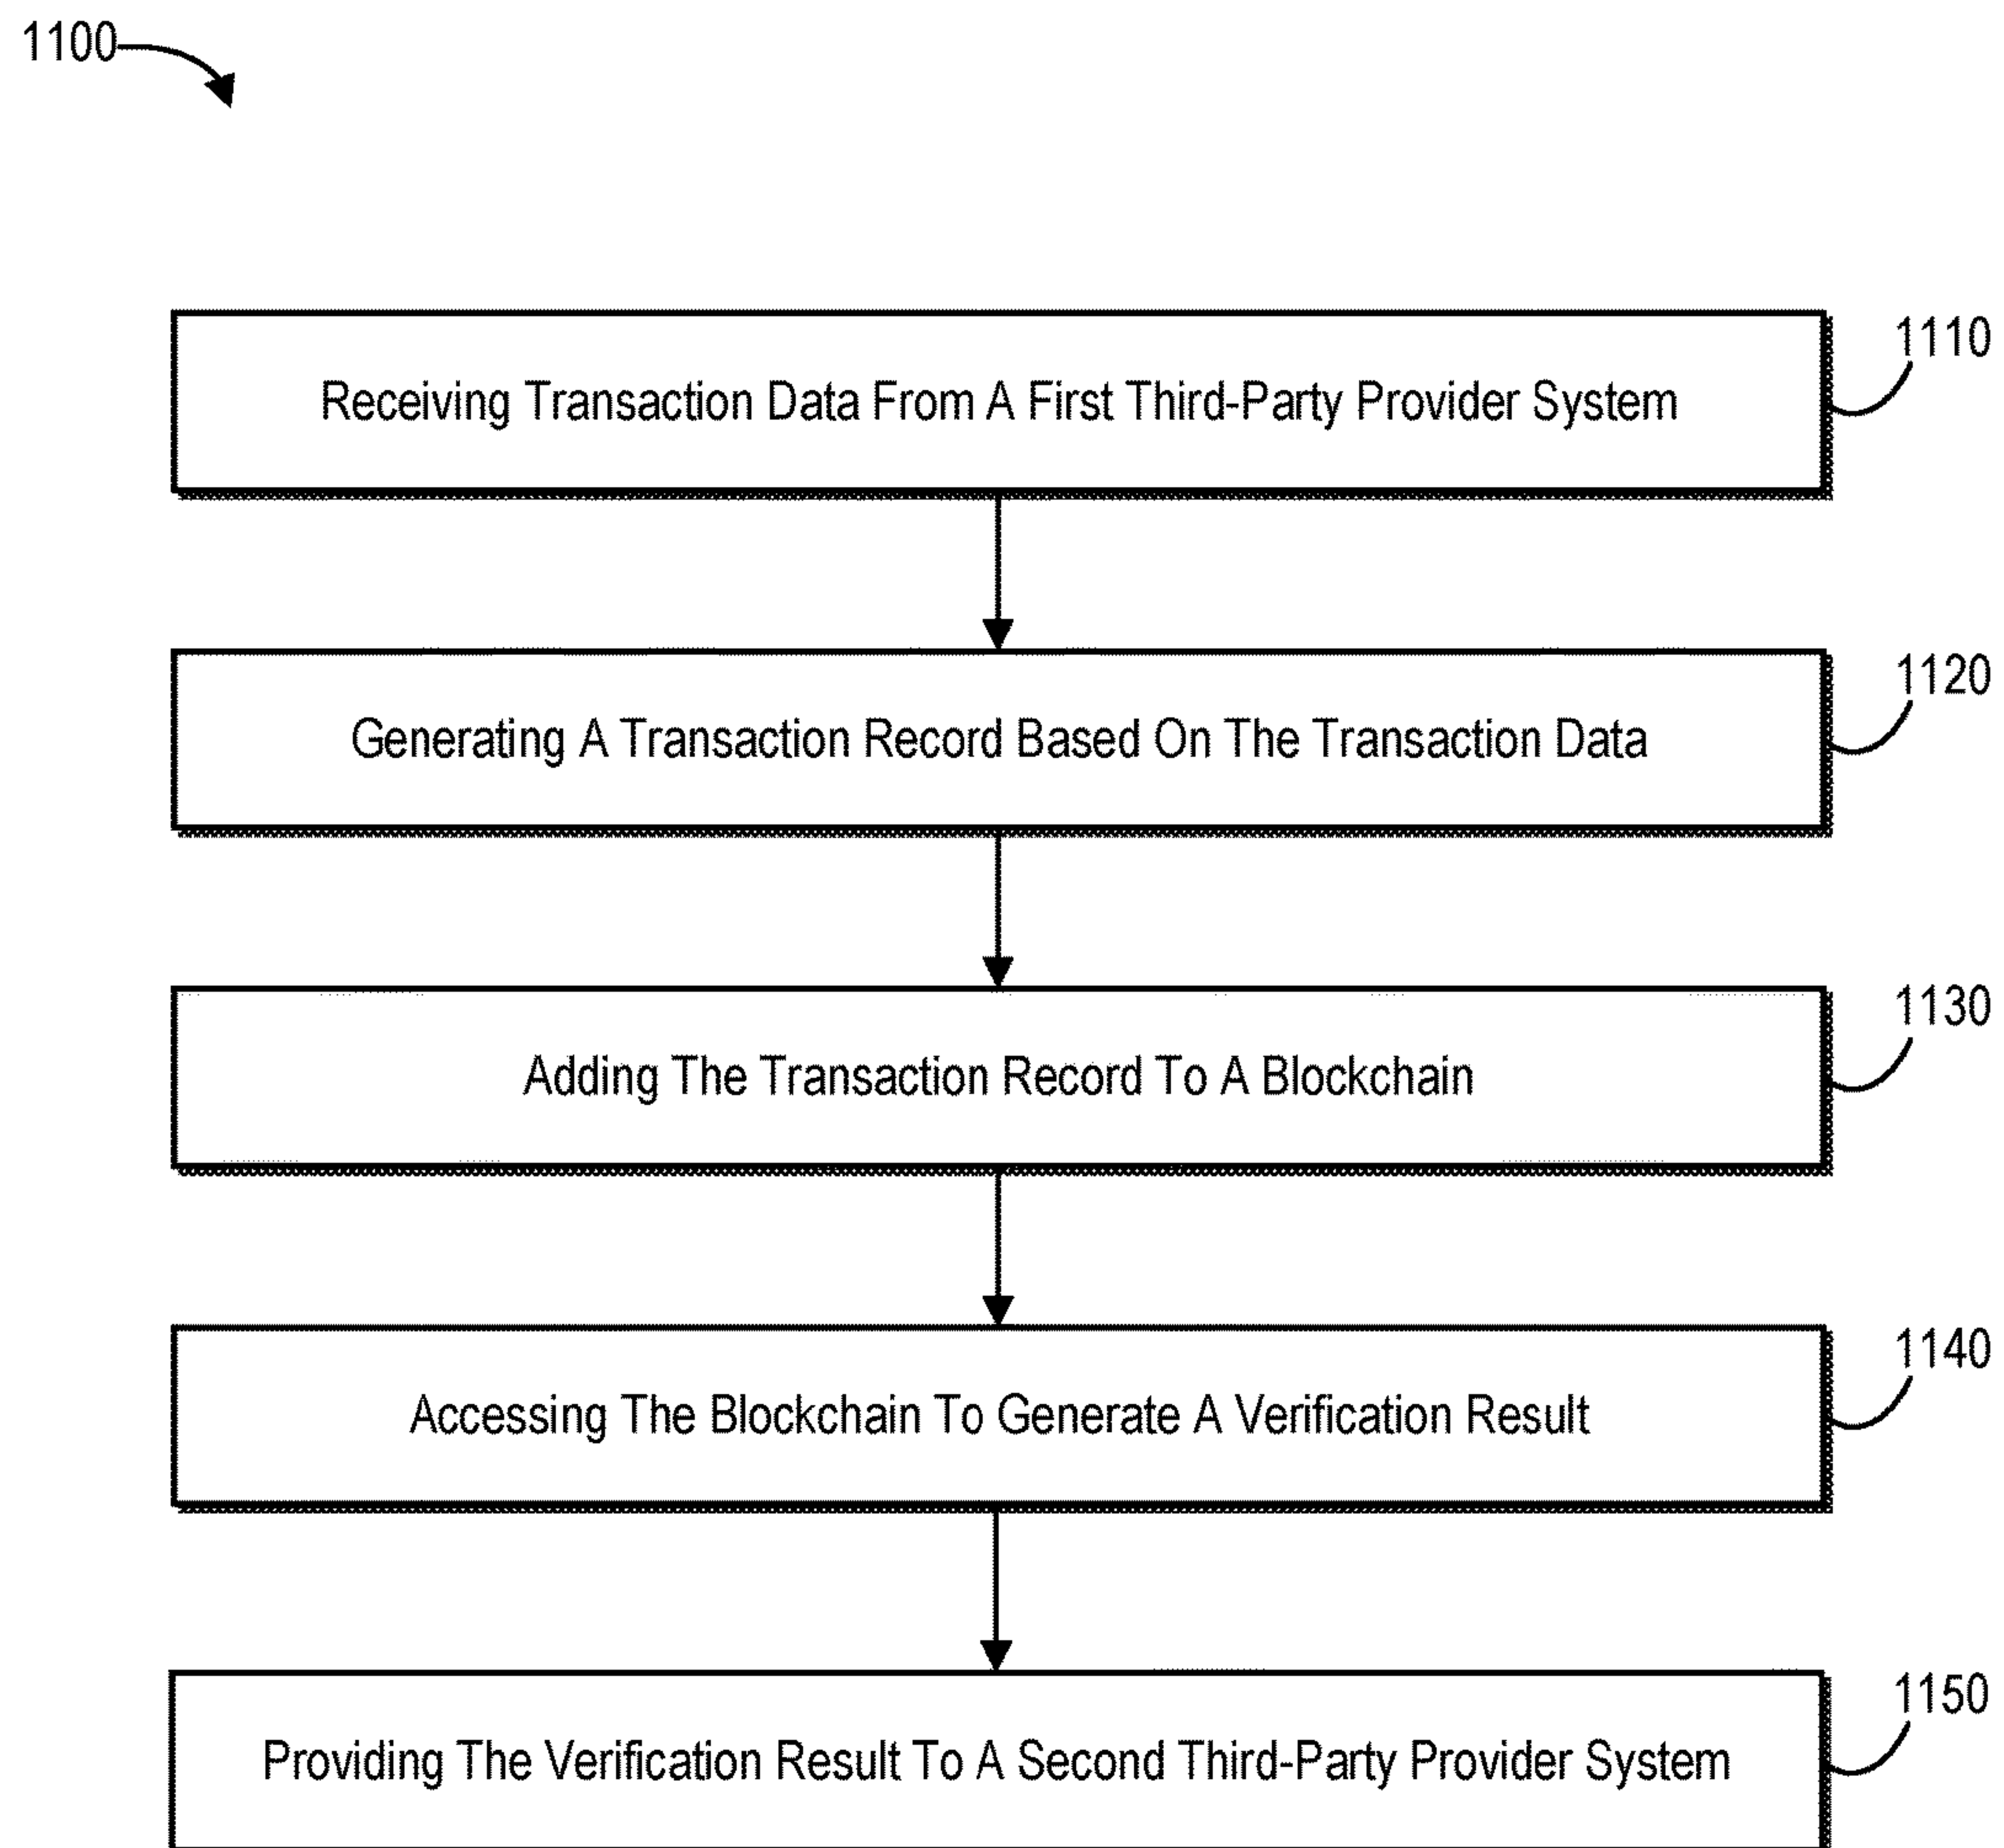 1100
Receiving Transaction Data From A First Third-Party Provider System
1110
Generating A Transaction Record Based On The Transaction Data
1120
Adding The Transaction Record To A Blockchain
1130
Accessing The Blockchain To Generate A Verification Result
1140
Providing The Verification Result To A Second Third-Party Provider System
1150